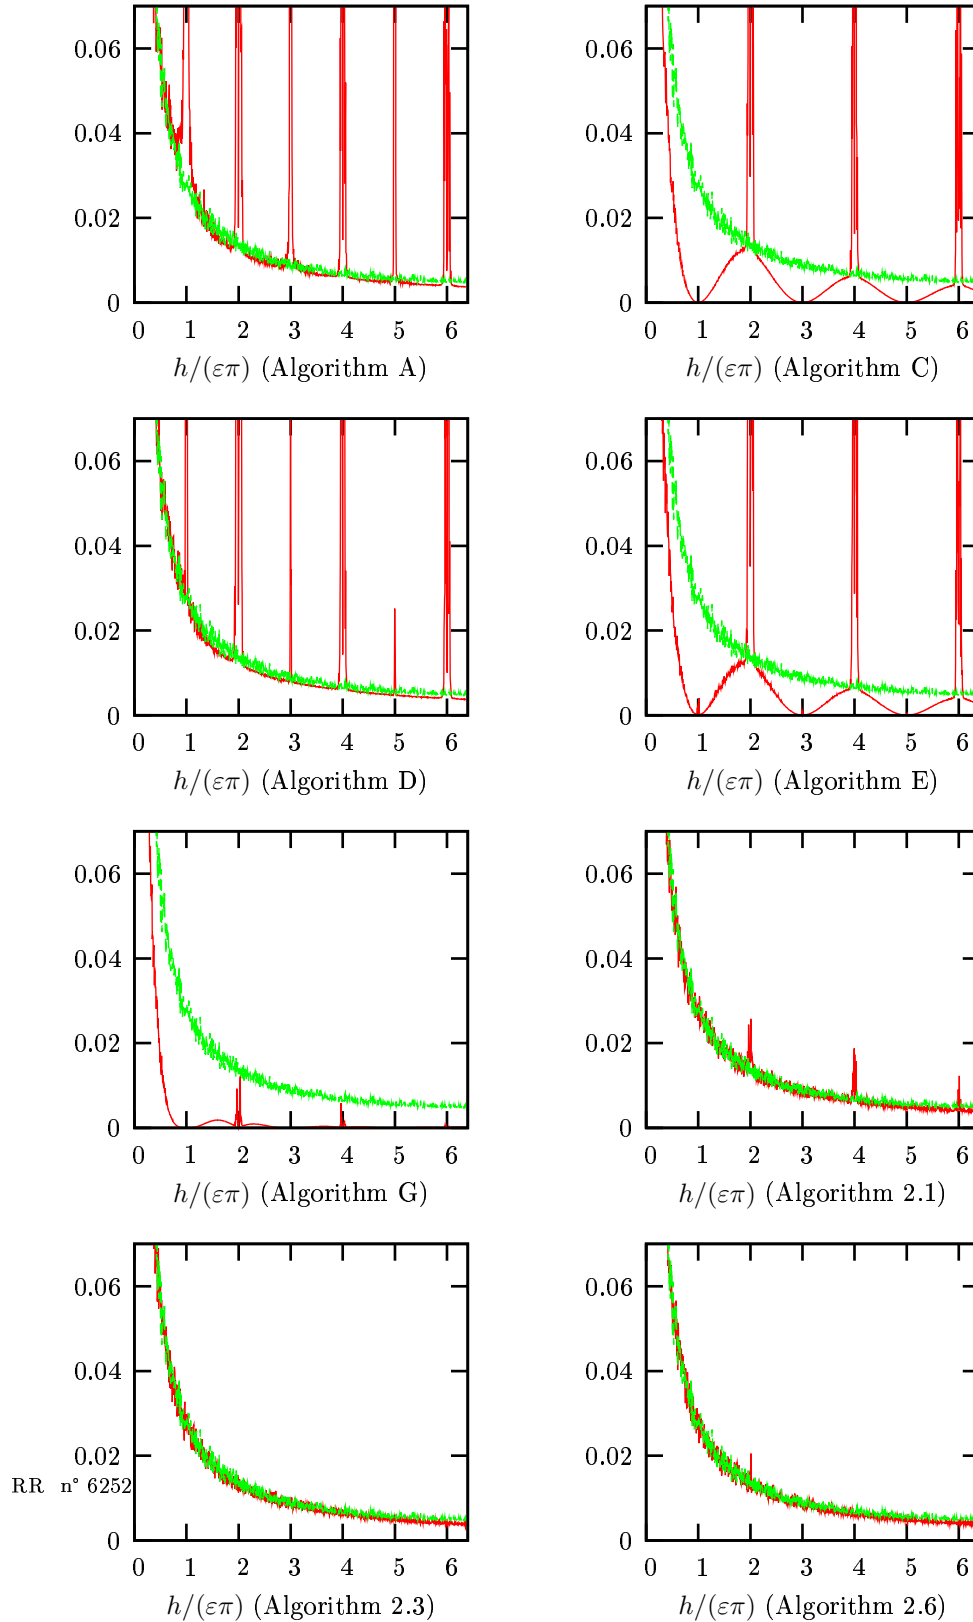 0.06 0.06
0.04 0.04
0.02 0.02
0 0
0 1 2 3 4 5 6 0 1 2 3 4 5 6
h/(επ) (Algorithm A) h/(επ) (Algorithm C)
0.06 0.06
0.04 0.04
0.02 0.02
0 0
0 1 2 3 4 5 6 0 1 2 3 4 5 6
h/(επ) (Algorithm D) h/(επ) (Algorithm E)
0.06 0.06
0.04 0.04
0.02 0.02
0 0
0 1 2 3 4 5 6 0 1 2 3 4 5 6
h/(επ) (Algorithm G) h/(επ) (Algorithm 2.1)
0.06 0.06
0.04 0.04
0.02 0.02
RR n° 6252
0 0
0 1 2 3 4 5 6 0 1 2 3 4 5 6
h/(επ) (Algorithm 2.3) h/(επ) (Algorithm 2.6)